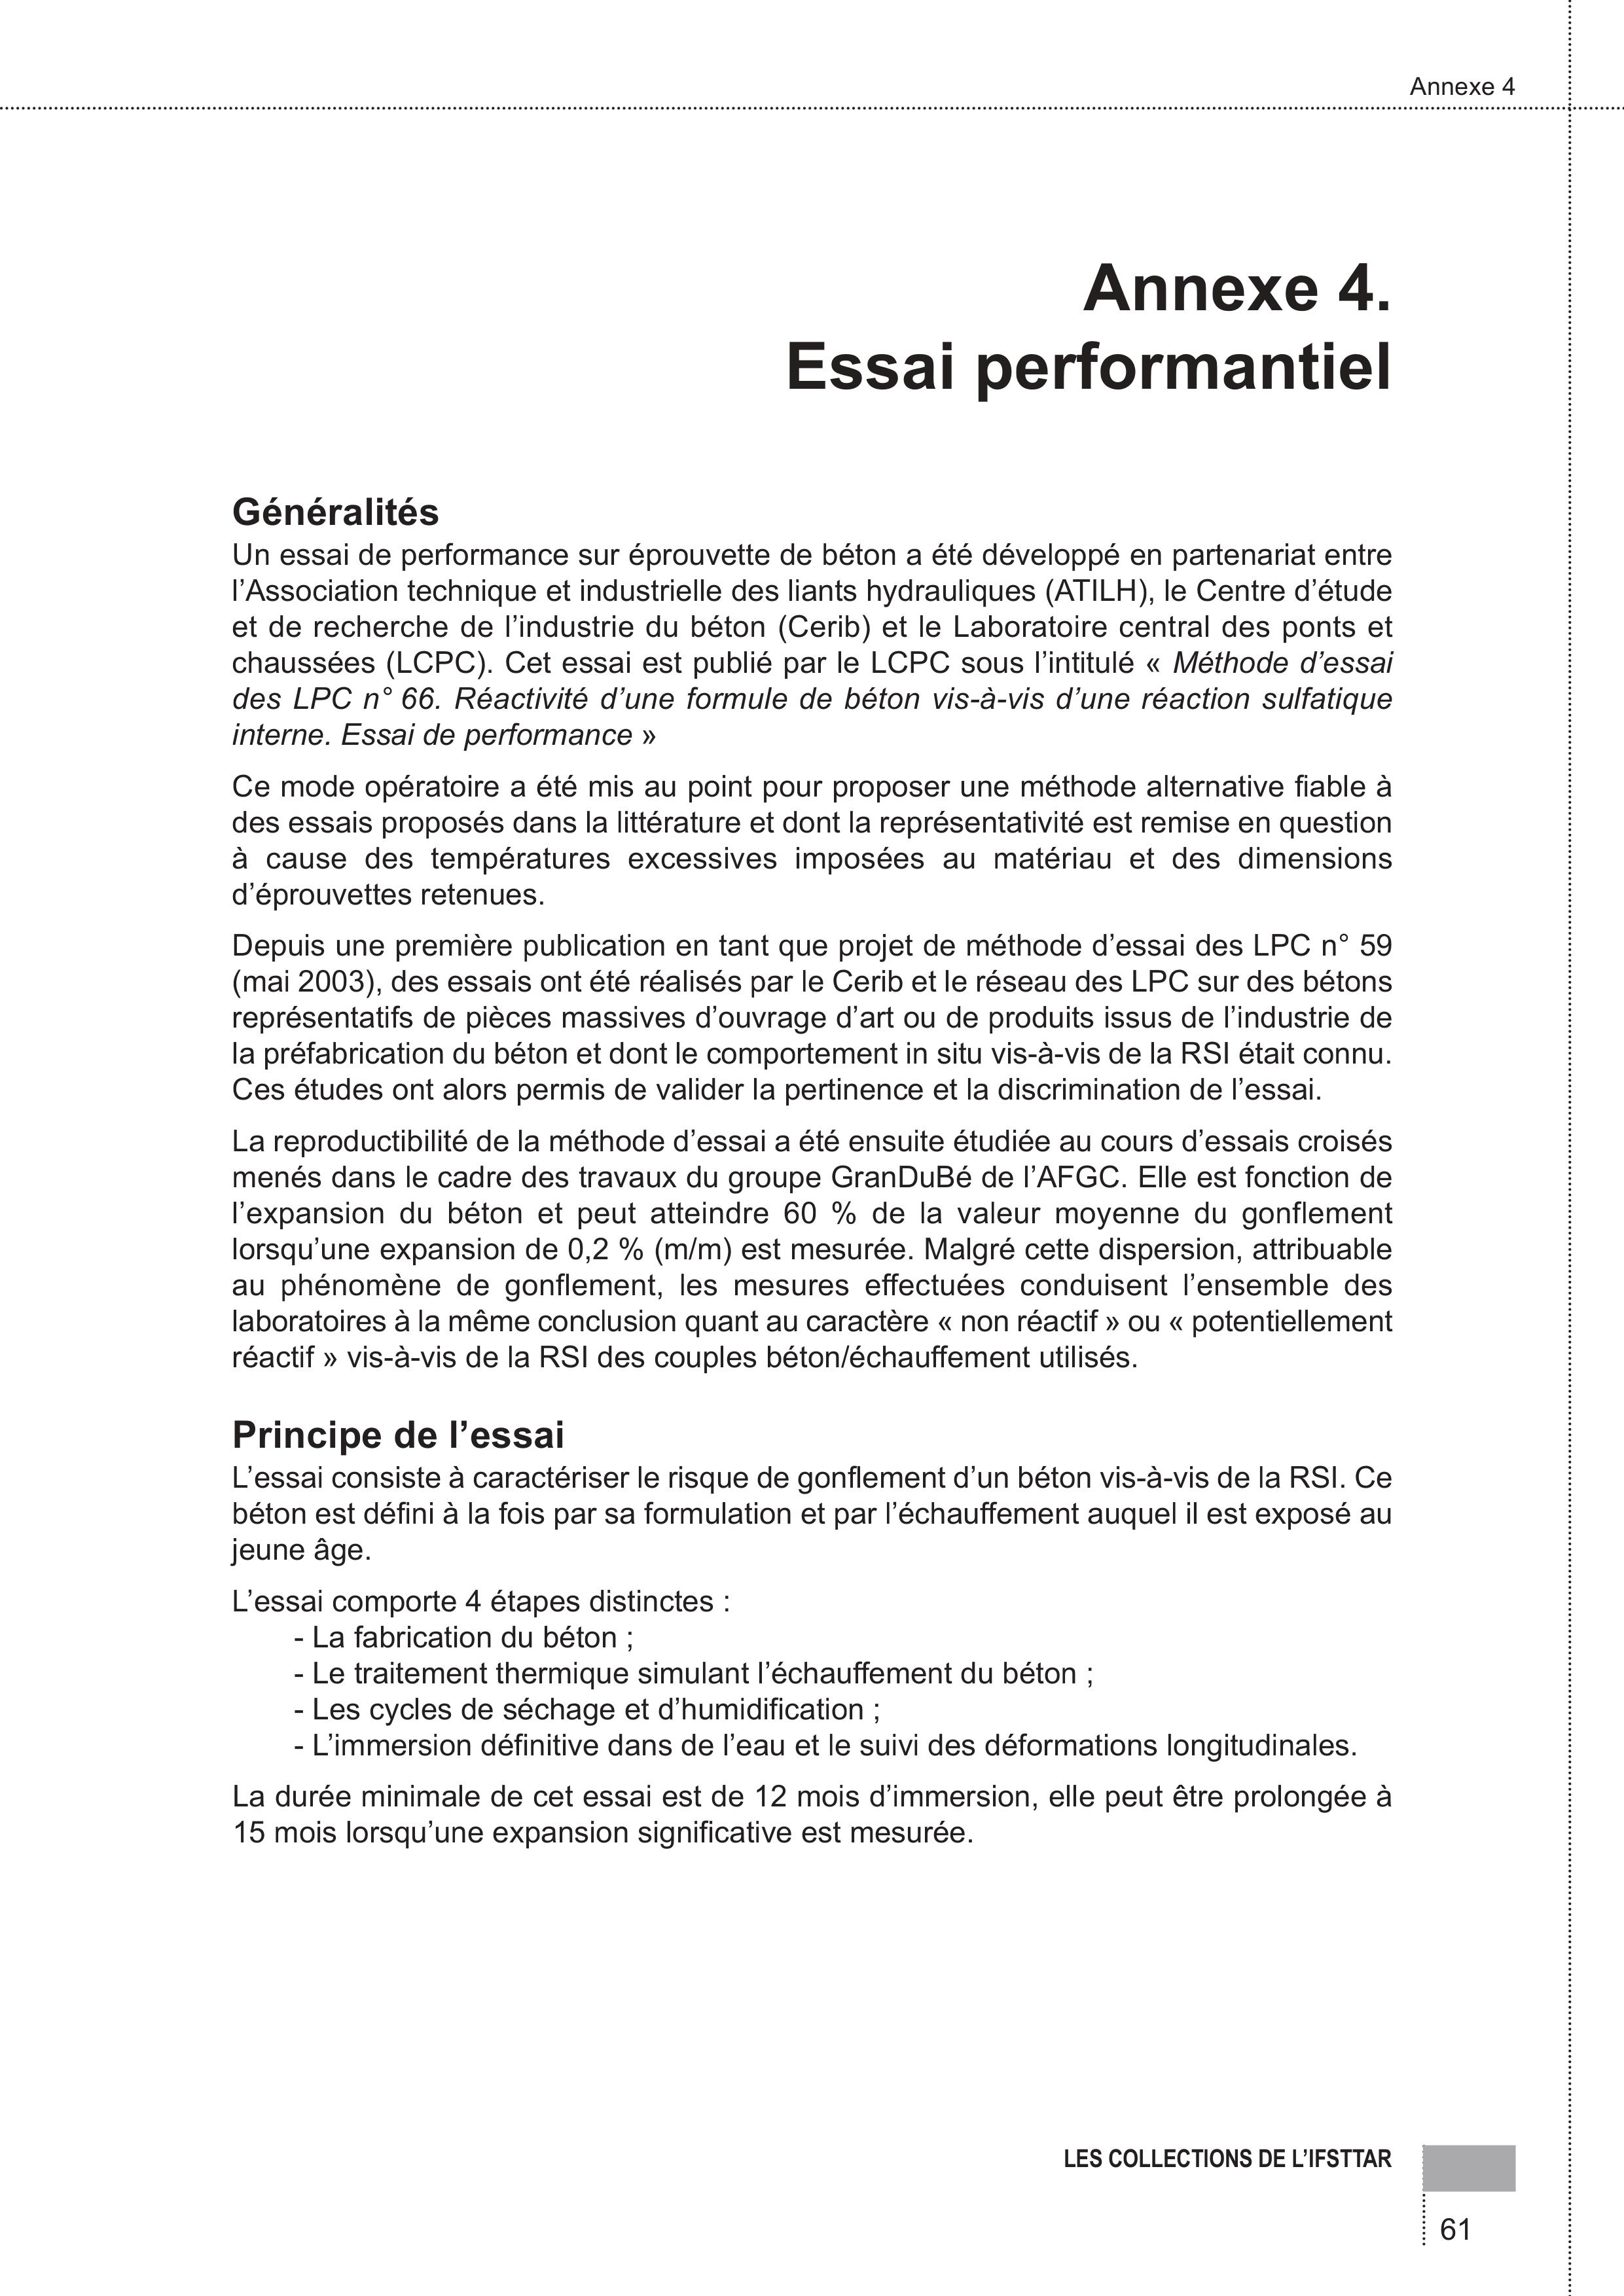 Annexe 4
Annexe 4.
Essai performantiel
Généralités
Un essai de performance sur éprouvette de béton a été développé en partenariat entre
l’Association technique et industrielle des liants hydrauliques (ATILH), le Centre d’étude
et de recherche de l’industrie du béton (Cerib) et le Laboratoire central des ponts et
chaussées (LCPC). Cet essai est publié par le LCPC sous l’intitulé « Méthode d’essai
des LPC n° 66. Réactivité d’une formule de béton vis-à-vis d’une réaction sulfatique
interne. Essai de performance »
Ce mode opératoire a été mis au point pour proposer une méthode alternative fiable à
des essais proposés dans la littérature et dont la représentativité est remise en question
à cause des températures excessives imposées au matériau et des dimensions
d’éprouvettes retenues.
Depuis une première publication en tant que projet de méthode d’essai des LPC n° 59
(mai 2003), des essais ont été réalisés par le Cerib et le réseau des LPC sur des bétons
représentatifs de pièces massives d’ouvrage d’art ou de produits issus de l’industrie de
la préfabrication du béton et dont le comportement in situ vis-à-vis de la RSI était connu.
Ces études ont alors permis de valider la pertinence et la discrimination de l’essai.
La reproductibilité de la méthode d’essai a été ensuite étudiée au cours d’essais croisés
menés dans le cadre des travaux du groupe GranDuBé de l’AFGC. Elle est fonction de
l’expansion du béton et peut atteindre 60 % de la valeur moyenne du gonflement
lorsqu’une expansion de 0,2 % (m/m) est mesurée. Malgré cette dispersion, attribuable
au phénomène de gonflement, les mesures effectuées conduisent l’ensemble des
laboratoires à la même conclusion quant au caractère « non réactif » ou « potentiellement
réactif » vis-à-vis de la RSI des couples béton/échauffement utilisés.
Principe de l’essai
L’essai consiste à caractériser le risque de gonflement d’un béton vis-à-vis de la RSI. Ce
béton est défini à la fois par sa formulation et par l’échauffement auquel il est exposé au
jeune âge.
L’essai comporte 4 étapes distinctes :
- La fabrication du béton ;
- Le traitement thermique simulant l’échauffement du béton ;
- Les cycles de séchage et d’humidification ;
- L’immersion définitive dans de l’eau et le suivi des déformations longitudinales.
La durée minimale de cet essai est de 12 mois d’immersion, elle peut être prolongée à
15 mois lorsqu’une expansion significative est mesurée.
LES COLLECTIONS DE L’IFSTTAR
61